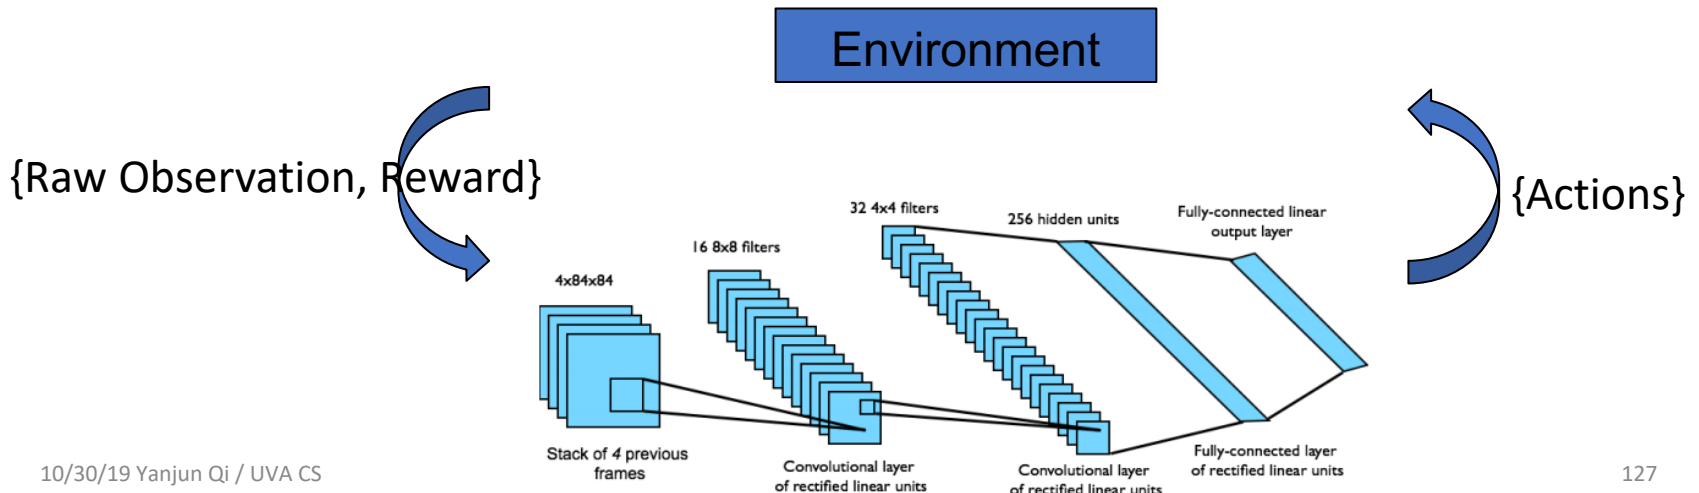 Environment
{Raw Observation, Reward}
{Actions}
32 4x4 filters
256 hidden units
Fully-connected linear
output layer
16 8x8 filters
4x84x84
Stack of 4 previous
frames
Convolutional layer
of rectified linear units
Convolutional layer
of rectified linear units
Fully-connected layer
of rectified linear units
10/30/19 Yanjun Qi / UVA CS
127